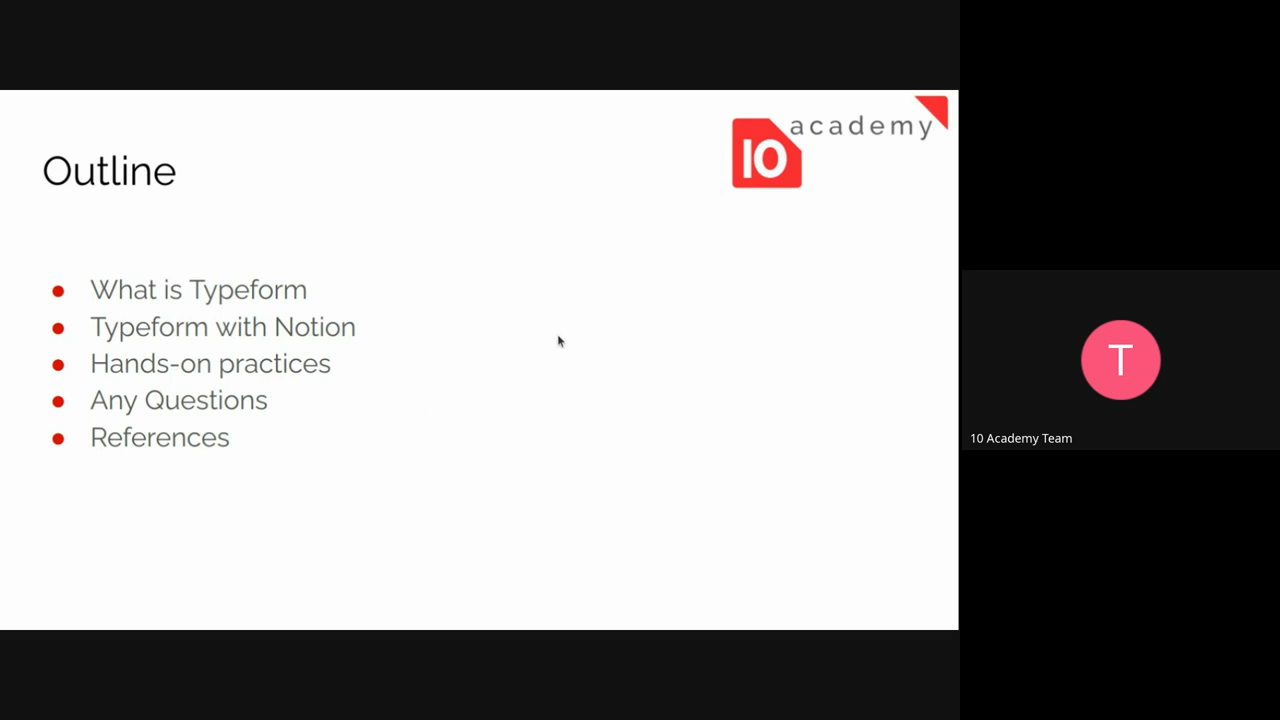 academy
10
Outline
What is Typeform
Typeform with Notion
Hands-on practices
Any Questions
References
T
10 Academy Team